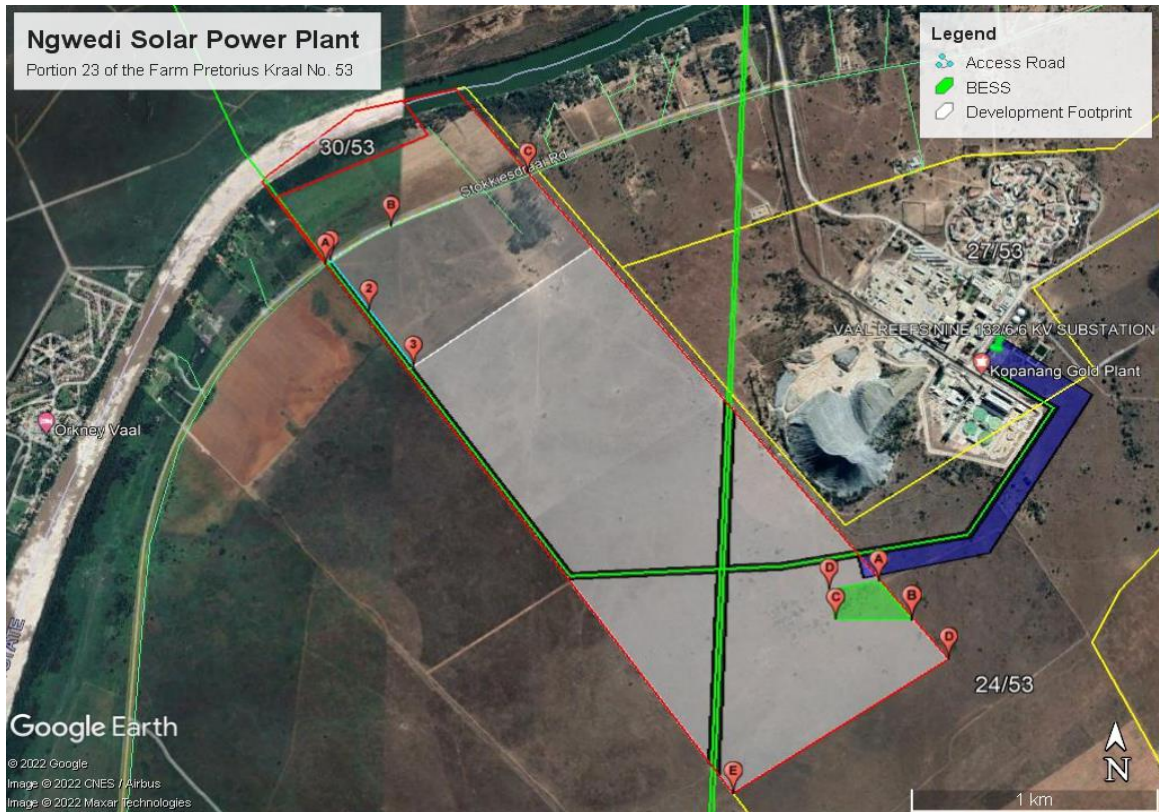 Ngwedi Solar Power Plant
Portion 23 of the Farm Pretorius Kraal No. 53
Legend
Access Road
BESS
Development Footprint
30/53
C
Stokkiesdraai Rd
B
A
27/53
2
VAAL REEFS NINE 132/6.6 KV SUBSTATION
3
Kopanang Gold Plant
Orkney Vaal
D
A
C
B
D
STATE
24/53
E
Google Earth
© 2022 Google
Image © 2022 CNES / Airbus
Image © 2022 Maxar Technologies
N
1 km